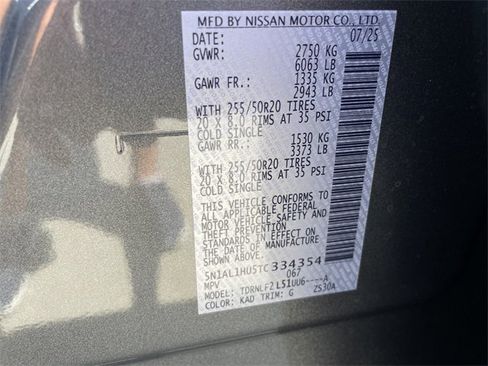 MFD BY NISSAN MOTOR CO., LTD.
DATE: 07/25
GVWR: 2750 KG
6063 LB
GAWR FR.: 1335 KG
2943 LB
WITH 255/50R20 TIRES
20 X 8.0 RIMS AT 35 PSI
COLD SINGLE
GAWR RR: 1530 KG
3373 LB
WITH 255/50R20 TIRES
20 X 8.0 RIMS AT 35 PSI
COLD SINGLE
THIS VEHICLE CONFORMS TO
ALL APPLICABLE FEDERAL
MOTOR VEHICLE SAFETY AND
THEFT PREVENTION
STANDARDS IN EFFECT ON
THE DATE OF MANUFACTURE
SHOWN ABOVE.
5N1AL1HU5TC334354
MPV 067
MODEL: TDRNLF2 L51UU6----A
COLOR: KAD TRIM: G ZS30A